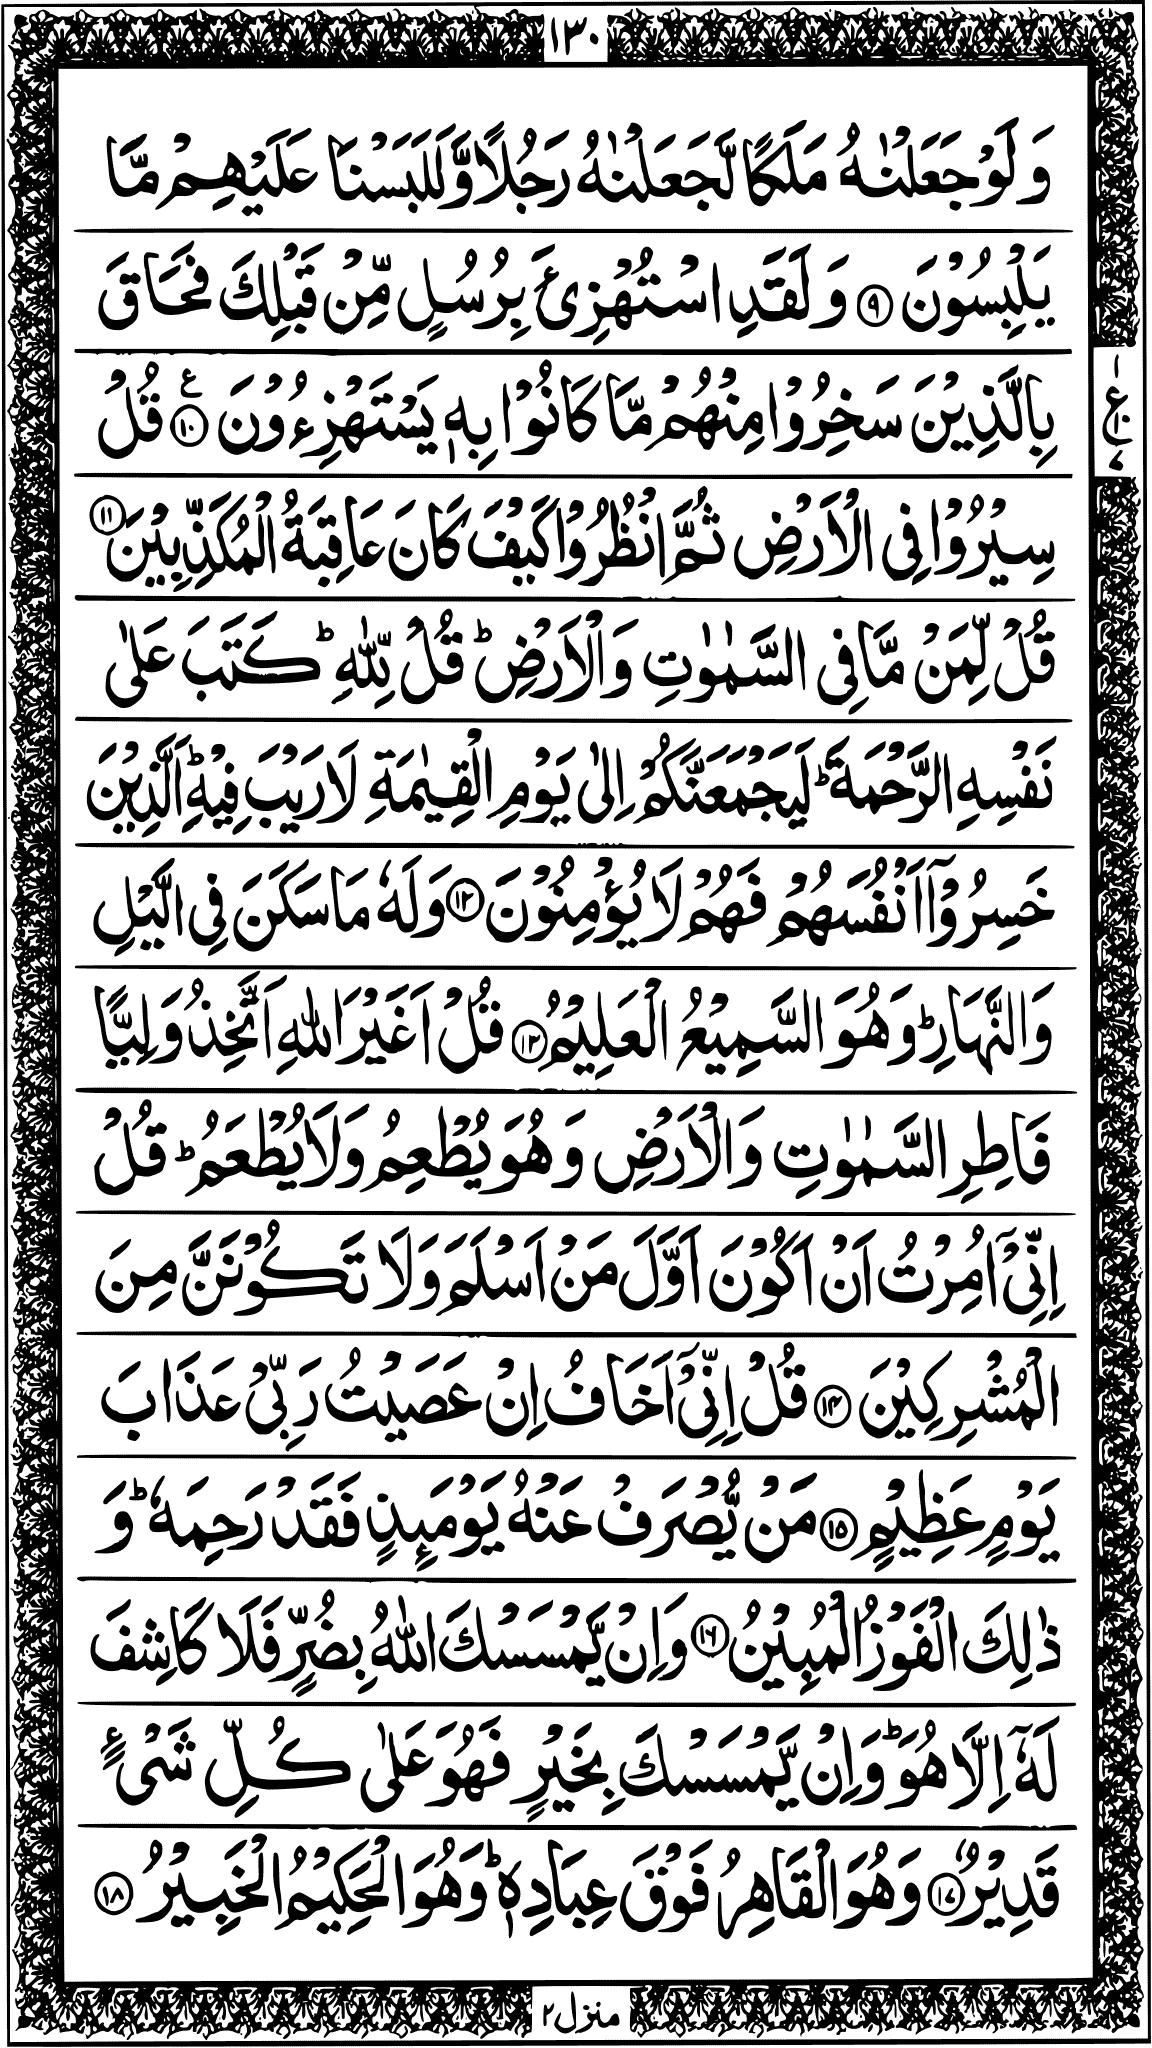 ١٣٠
وَلَوْ جَعَلْنٰهُ مَلَكًا لَّجَعَلْنٰهُ رَجُلًا وَّلَلَبَسْنَا عَلَيْهِمْ مَّا
يَلْبِسُوْنَ ﴿٩﴾ وَلَقَدِ اسْتُهْزِئَ بِرُسُلٍ مِّنْ قَبْلِكَ فَحَاقَ
بِالَّذِيْنَ سَخِرُوْا مِنْهُمْ مَّا كَانُوْا بِهٖ يَسْتَهْزِءُوْنَ ﴿١٠﴾ ع قُلْ
سِيْرُوْا فِى الْاَرْضِ ثُمَّ انْظُرُوْا كَيْفَ كَانَ عَاقِبَةُ الْمُكَذِّبِيْنَ ﴿١١﴾
قُلْ لِّمَنْ مَّا فِى السَّمٰوٰتِ وَالْاَرْضِ ؕ قُلْ لِّلّٰهِ ؕ كَتَبَ عَلٰى
نَفْسِهِ الرَّحْمَةَ ؕ لَيَجْمَعَنَّكُمْ اِلٰى يَوْمِ الْقِيٰمَةِ لَا رَيْبَ فِيْهِ ؕ اَلَّذِيْنَ
خَسِرُوْۤا اَنْفُسَهُمْ فَهُمْ لَا يُؤْمِنُوْنَ ﴿١٢﴾ وَلَهٗ مَا سَكَنَ فِى الَّيْلِ
وَالنَّهَارِ ؕ وَهُوَ السَّمِيْعُ الْعَلِيْمُ ﴿١٣﴾ قُلْ اَغَيْرَ اللّٰهِ اَتَّخِذُ وَلِيًّا
فَاطِرِ السَّمٰوٰتِ وَالْاَرْضِ وَهُوَ يُطْعِمُ وَلَا يُطْعَمُ ؕ قُلْ
اِنِّىْۤ اُمِرْتُ اَنْ اَكُوْنَ اَوَّلَ مَنْ اَسْلَمَ وَلَا تَكُوْنَنَّ مِنَ
الْمُشْرِكِيْنَ ﴿١٤﴾ قُلْ اِنِّىْۤ اَخَافُ اِنْ عَصَيْتُ رَبِّىْ عَذَابَ
يَوْمٍ عَظِيْمٍ ﴿١٥﴾ مَنْ يُّصْرَفْ عَنْهُ يَوْمَئِذٍ فَقَدْ رَحِمَهٗ ؕ وَ
ذٰلِكَ الْفَوْزُ الْمُبِيْنُ ﴿١٦﴾ وَاِنْ يَّمْسَسْكَ اللّٰهُ بِضُرٍّ فَلَا كَاشِفَ
لَهٗۤ اِلَّا هُوَ ؕ وَاِنْ يَّمْسَسْكَ بِخَيْرٍ فَهُوَ عَلٰى كُلِّ شَىْءٍ
قَدِيْرٌ ﴿١٧﴾ وَهُوَ الْقَاهِرُ فَوْقَ عِبَادِهٖ ؕ وَهُوَ الْحَكِيْمُ الْخَبِيْرُ ﴿١٨﴾
منزل ٢